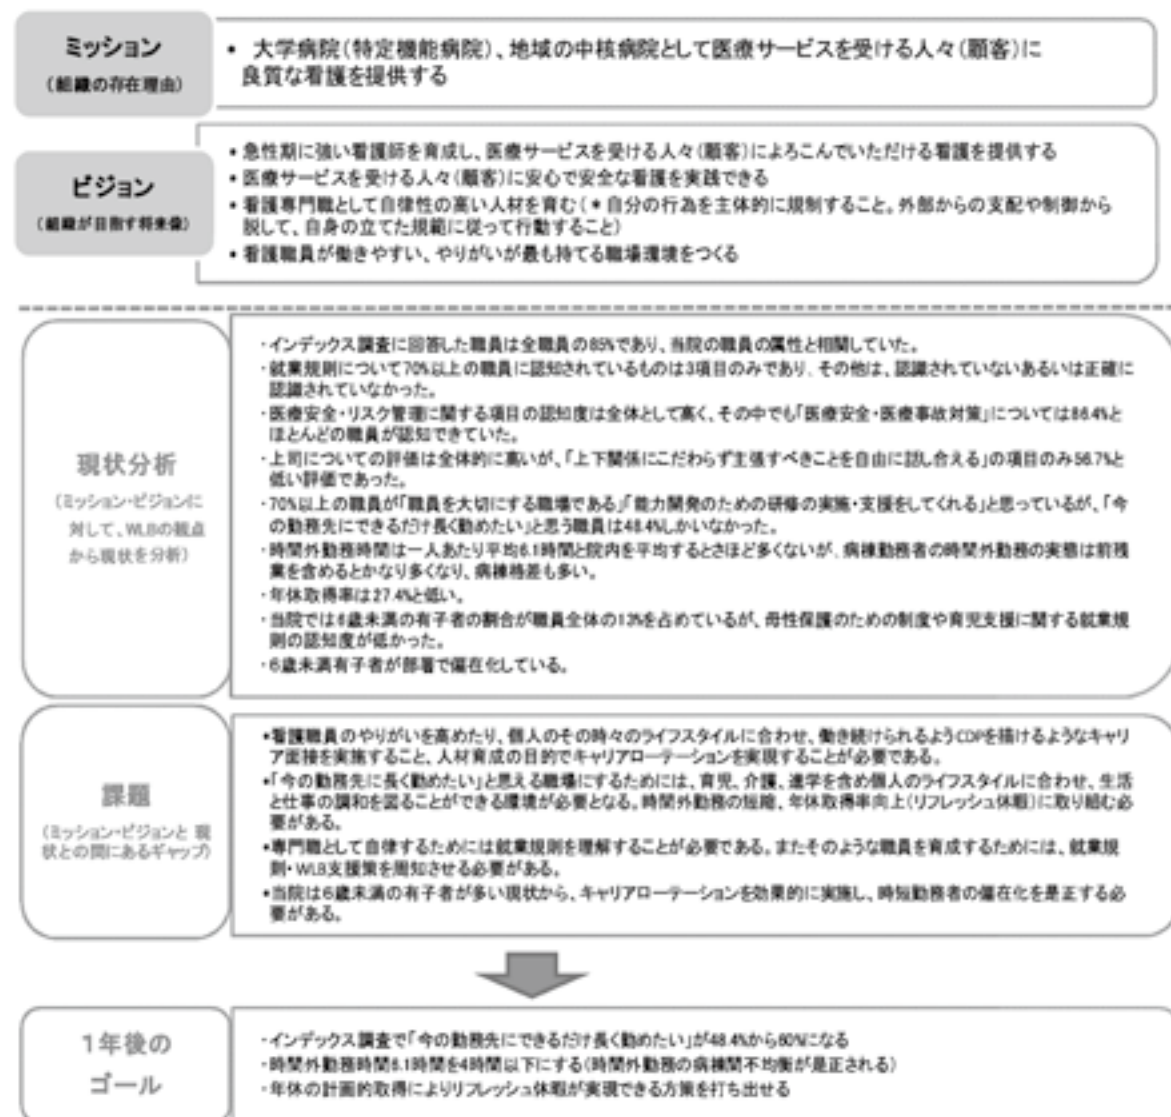 ミッション
(組織の存在理由)
• 大学病院(特定機能病院)、地域の中核病院として医療サービスを受ける人々(顧客)に
良質な看護を提供する
ビジョン
(組織が目指す将来像)
• 急性期に強い看護師を育成し、医療サービスを受ける人々(顧客)によろこんでいただける看護を提供する
• 医療サービスを受ける人々(顧客)に安心で安全な看護を実践できる
• 看護専門職として自律性の高い人材を育む(*自分の行為を主体的に規制すること。外部からの支配や制御から
脱して、自身の立てた規範に従って行動すること)
• 看護職員が働きやすい、やりがいが最も持てる職場環境をつくる
現状分析
(ミッション・ビジョンに
対して、WLBの観点
から現状を分析)
・インデックス調査に回答した職員は全職員の85%であり、当院の職員の属性と相関していた。
・就業規則について70%以上の職員に認知されているものは3項目のみであり、その他は、認識されていないあるいは正確に
認識されていなかった。
・医療安全・リスク管理に関する項目の認知度は全体として高く、その中でも「医療安全・医療事故対策」については86.4%と
ほとんどの職員が認知できていた。
・上司についての評価は全体的に高いが、「上下関係にこだわらず主張すべきことを自由に話し合える」の項目のみ56.7%と
低い評価であった。
・70%以上の職員が「職員を大切にする職場である」「能力開発のための研修の実施・支援をしてくれる」と思っているが、「今
の勤務先にできるだけ長く勤めたい」と思う職員は48.4%しかいなかった。
・時間外勤務時間は一人あたり平均6.1時間と院内を平均するとさほど多くないが、病棟勤務者の時間外勤務の実態は前残
業を含めるとかなり多くなり、病棟格差も多い。
・年休取得率は27.4%と低い。
・当院では6歳未満の有子者の割合が職員全体の13%を占めているが、母性保護のための制度や育児支援に関する就業規
則の認知度が低かった。
・6歳未満有子者が部署で偏在化している。
課題
(ミッション・ビジョンと 現
状との間にあるギャップ)
•看護職員のやりがいを高めたり、個人のその時々のライフスタイルに合わせ、働き続けられるようCDPを描けるようなキャリ
ア面接を実施すること、人材育成の目的でキャリアローテーションを実現することが必要である。
•「今の勤務先に長く勤めたい」と思える職場にするためには、育児、介護、進学を含め個人のライフスタイルに合わせ、生活
と仕事の調和を図ることができる環境が必要となる。時間外勤務の短縮、年休取得率向上(リフレッシュ休暇)に取り組む必
要がある。
•専門職として自律するためには就業規則を理解することが必要である。またそのような職員を育成するためには、就業規
則・WLB支援策を周知させる必要がある。
•当院は6歳未満の有子者が多い現状から、キャリアローテーションを効果的に実施し、時短勤務者の偏在化を是正する必
要がある。
1年後の
ゴール
・インデックス調査で「今の勤務先にできるだけ長く勤めたい」が48.4%から60%になる
・時間外勤務時間6.1時間を4時間以下にする(時間外勤務の病棟間不均衡が是正される)
・年休の計画的取得によりリフレッシュ休暇が実現できる方策を打ち出せる